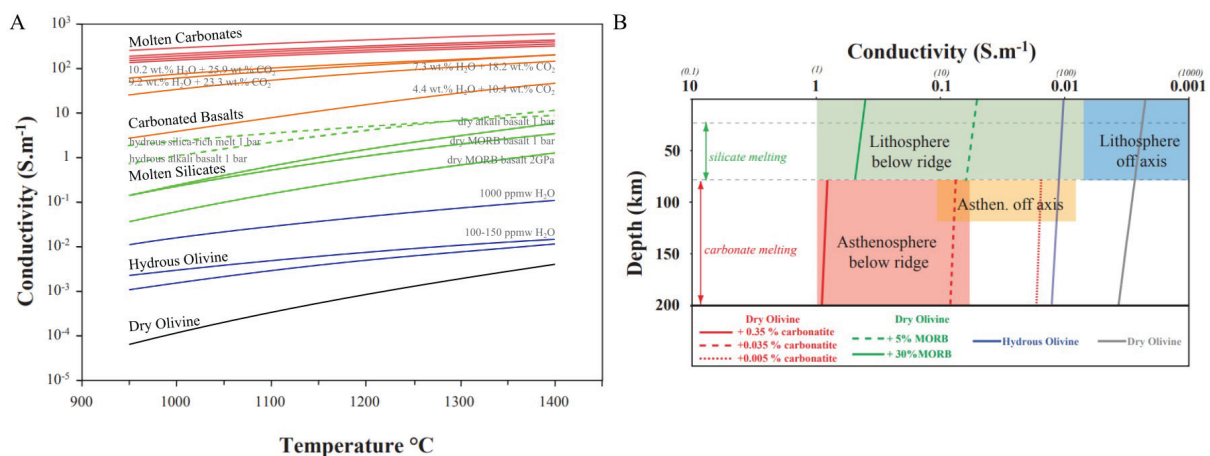 A
10³
10²
10
1
10⁻¹
10⁻²
10⁻³
10⁻⁴
10⁻⁵
Conductivity (S.m⁻¹)
Molten Carbonates
10.2 wt.% H₂O + 25.9 wt.% CO₂
7.3 wt.% H₂O + 18.2 wt.% CO₂
9.2 wt.% H₂O + 23.3 wt.% CO₂
4.4 wt.% H₂O + 10.4 wt.% CO₂
Carbonated Basalts
dry alkali basalt 1 bar
hydrous silica-rich melt 1 bar
dry MORB basalt 1 bar
hydrous alkali basalt 1 bar
dry MORB basalt 2GPa
Molten Silicates
1000 ppmw H₂O
100-150 ppmw H₂O
Hydrous Olivine
Dry Olivine
900 1000 1100 1200 1300 1400
Temperature °C
B
Conductivity (S.m⁻¹)
(0.1) (1) (10) (100) (1000)
10 1 0.1 0.01 0.001
Depth (km)
50
100
150
200
silicate melting
carbonate melting
Lithosphere
below ridge
Lithosphere
off axis
Asthen. off axis
Asthenosphere
below ridge
Dry Olivine
+ 0.35 % carbonatite
+0.035 % carbonatite
+0.005 % carbonatite
Dry Olivine
+ 5% MORB
+ 30%MORB
Hydrous Olivine
Dry Olivine